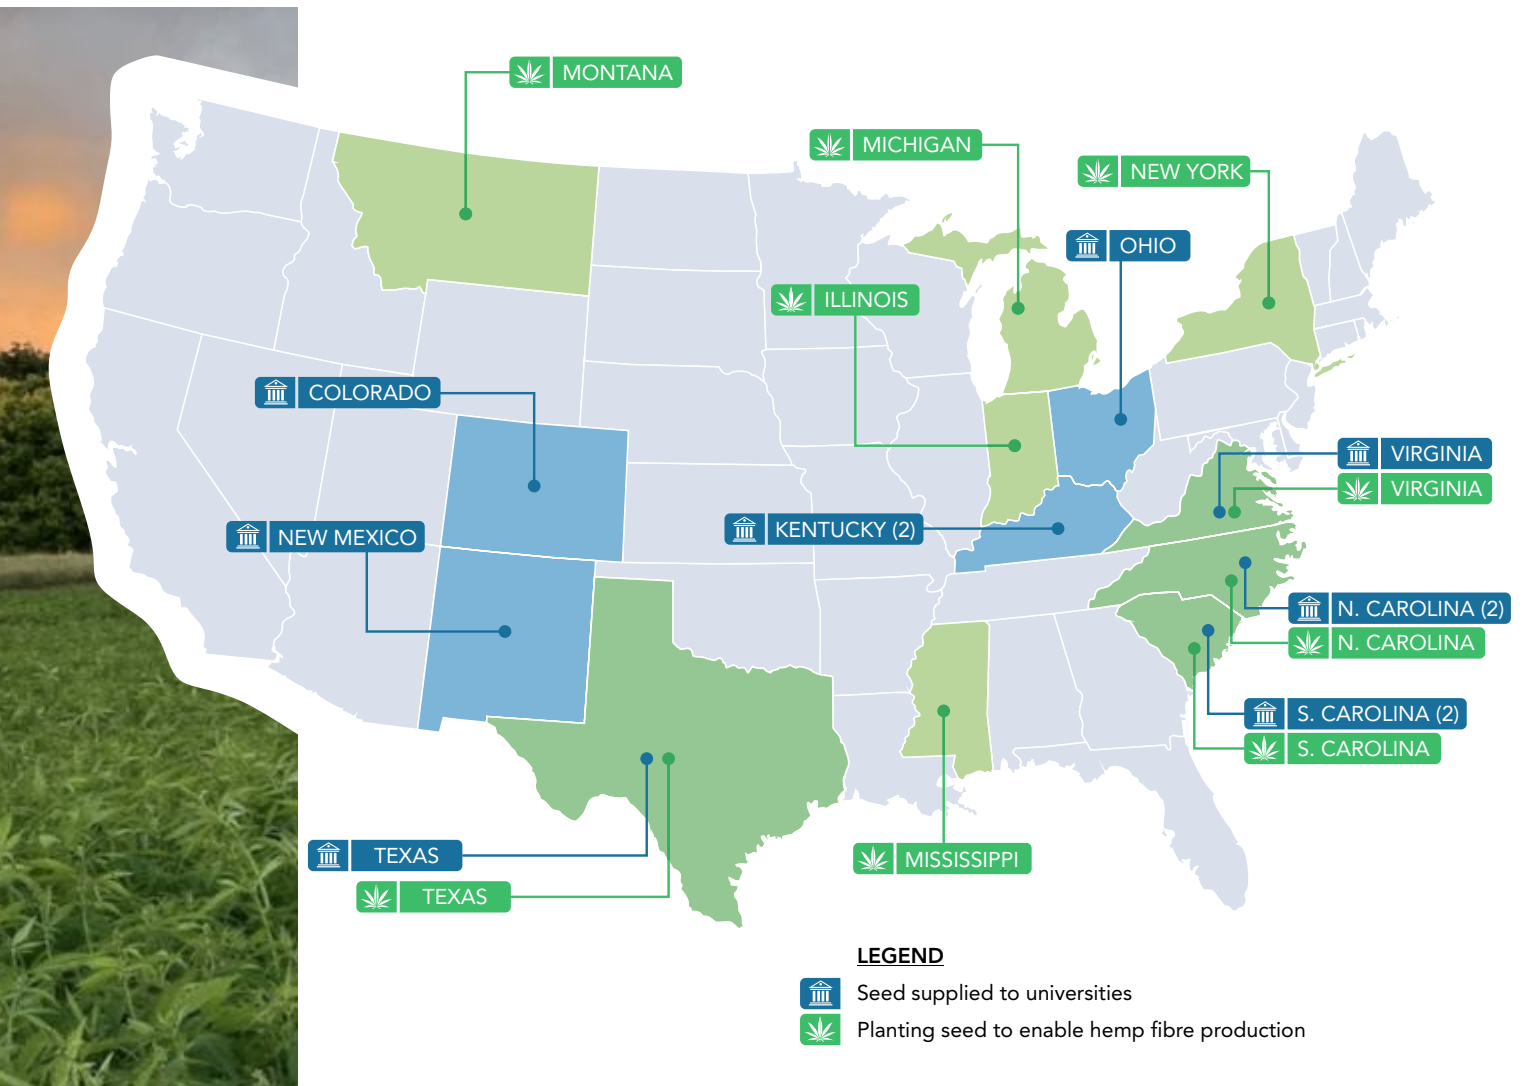 MONTANA
MICHIGAN
NEW YORK
OHIO
ILLINOIS
COLORADO
VIRGINIA
VIRGINIA
NEW MEXICO
KENTUCKY (2)
N. CAROLINA (2)
N. CAROLINA
S. CAROLINA (2)
S. CAROLINA
TEXAS
MISSISSIPPI
TEXAS
LEGEND
Seed supplied to universities
Planting seed to enable hemp fibre production